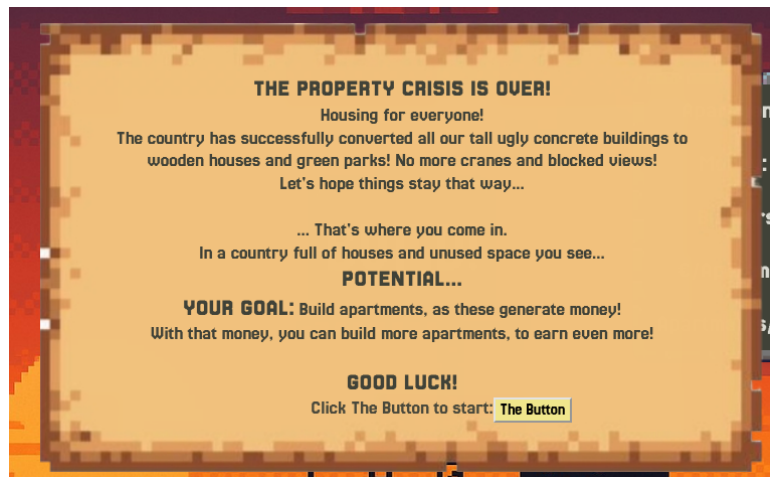 THE PROPERTY CRISIS IS OVER!
Housing for everyone!
The country has successfully converted all our tall ugly concrete buildings to
wooden houses and green parks! No more cranes and blocked views!
Let's hope things stay that way...
... That's where you come in.
In a country full of houses and unused space you see...
POTENTIAL...
YOUR GOAL: Build apartments, as these generate money!
With that money, you can build more apartments, to earn even more!
GOOD LUCK!
Click The Button to start: The Button